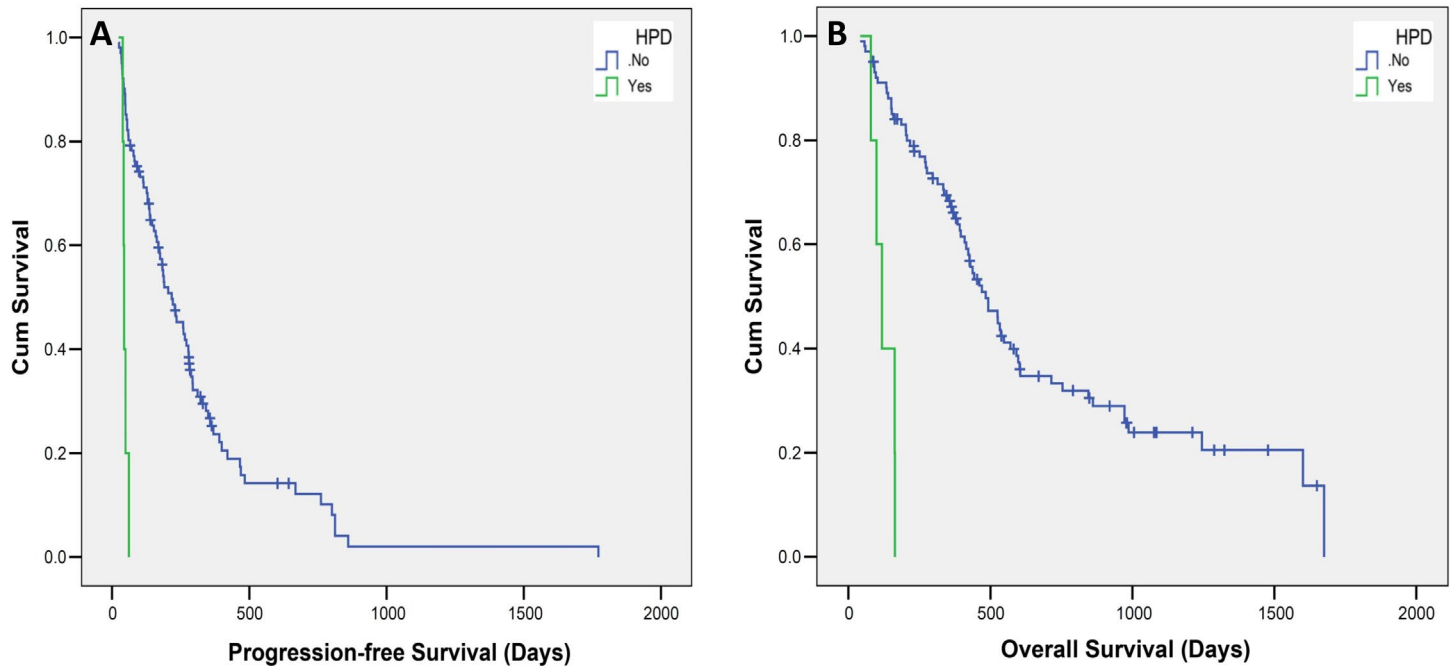 A
HPD
.No
Yes
1.0
0.8
0.6
0.4
0.2
0.0
Cum Survival
0
500
1000
1500
2000
Progression-free Survival (Days)
B
HPD
.No
Yes
1.0
0.8
0.6
0.4
0.2
0.0
Cum Survival
0
500
1000
1500
2000
Overall Survival (Days)